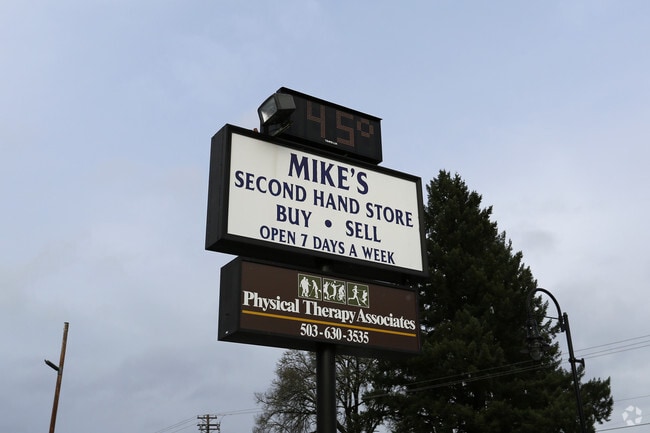 45°
MIKE'S
SECOND HAND STORE
BUY • SELL
OPEN 7 DAYS A WEEK
Physical Therapy Associates
503-630-3535